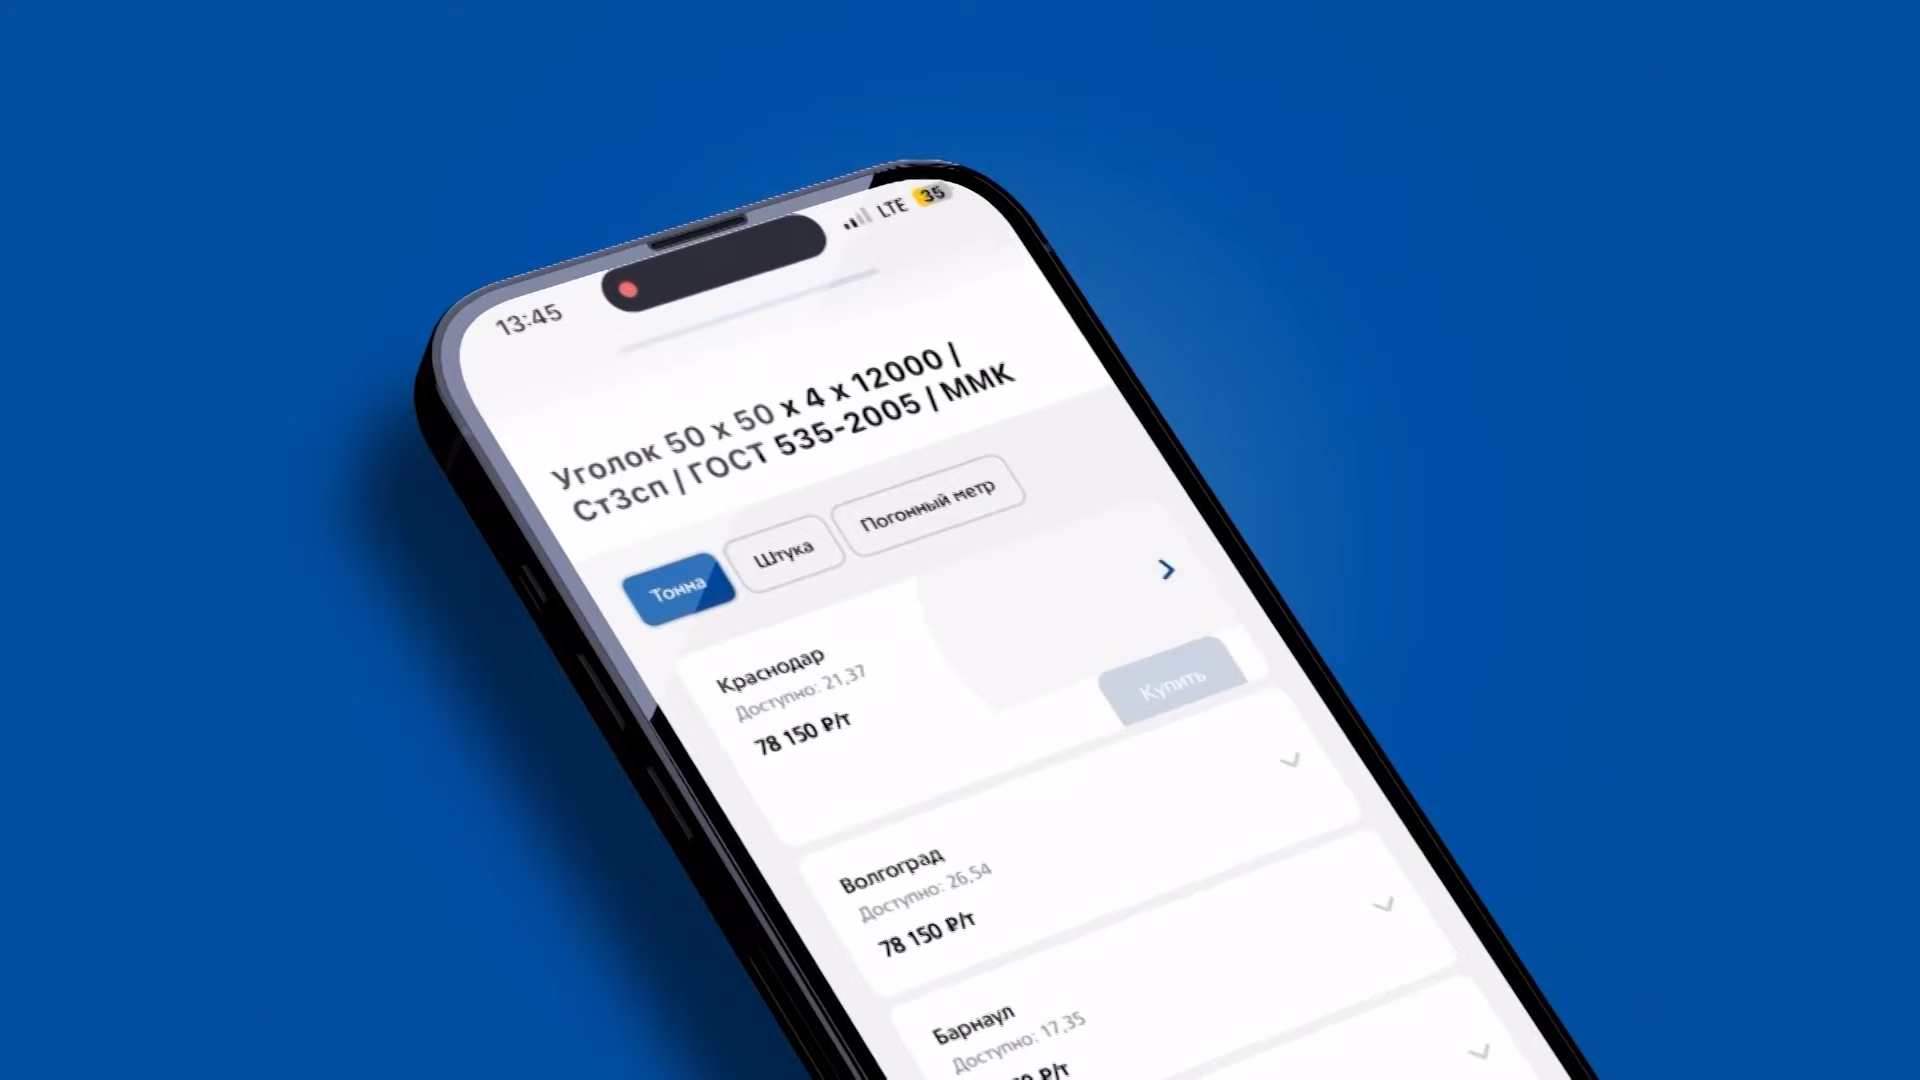 13:45
LTE 35
Уголок 50 x 50 x 4 x 12000 |
Ст3сп | ГОСТ 535-2005 | ММК
Тонна
Штука
Погонный метр
Краснодар
Доступно: 21,37
78 150 ₽/т
Купить
Волгоград
Доступно: 26,54
78 150 ₽/т
Барнаул
Доступно: 17,35
₽/т